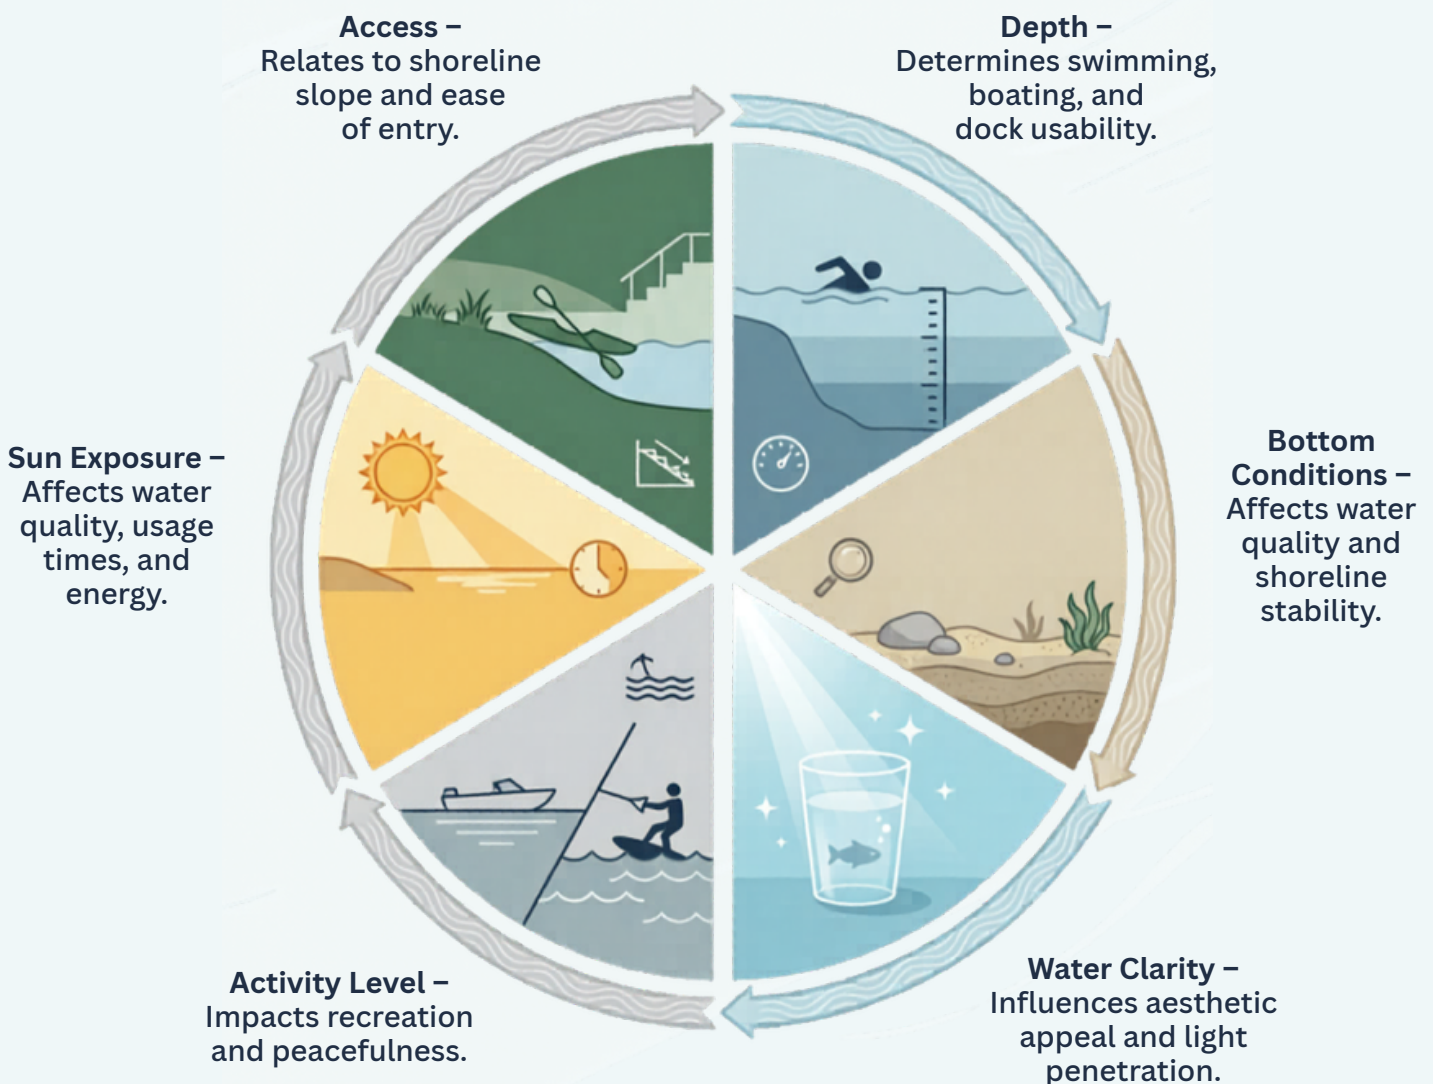 Access –
Relates to shoreline
slope and ease
of entry.
Depth –
Determines swimming,
boating, and
dock usability.
Bottom
Conditions –
Affects water
quality and
shoreline
stability.
Water Clarity –
Influences aesthetic
appeal and light
penetration.
Activity Level –
Impacts recreation
and peacefulness.
Sun Exposure –
Affects water
quality, usage
times, and
energy.